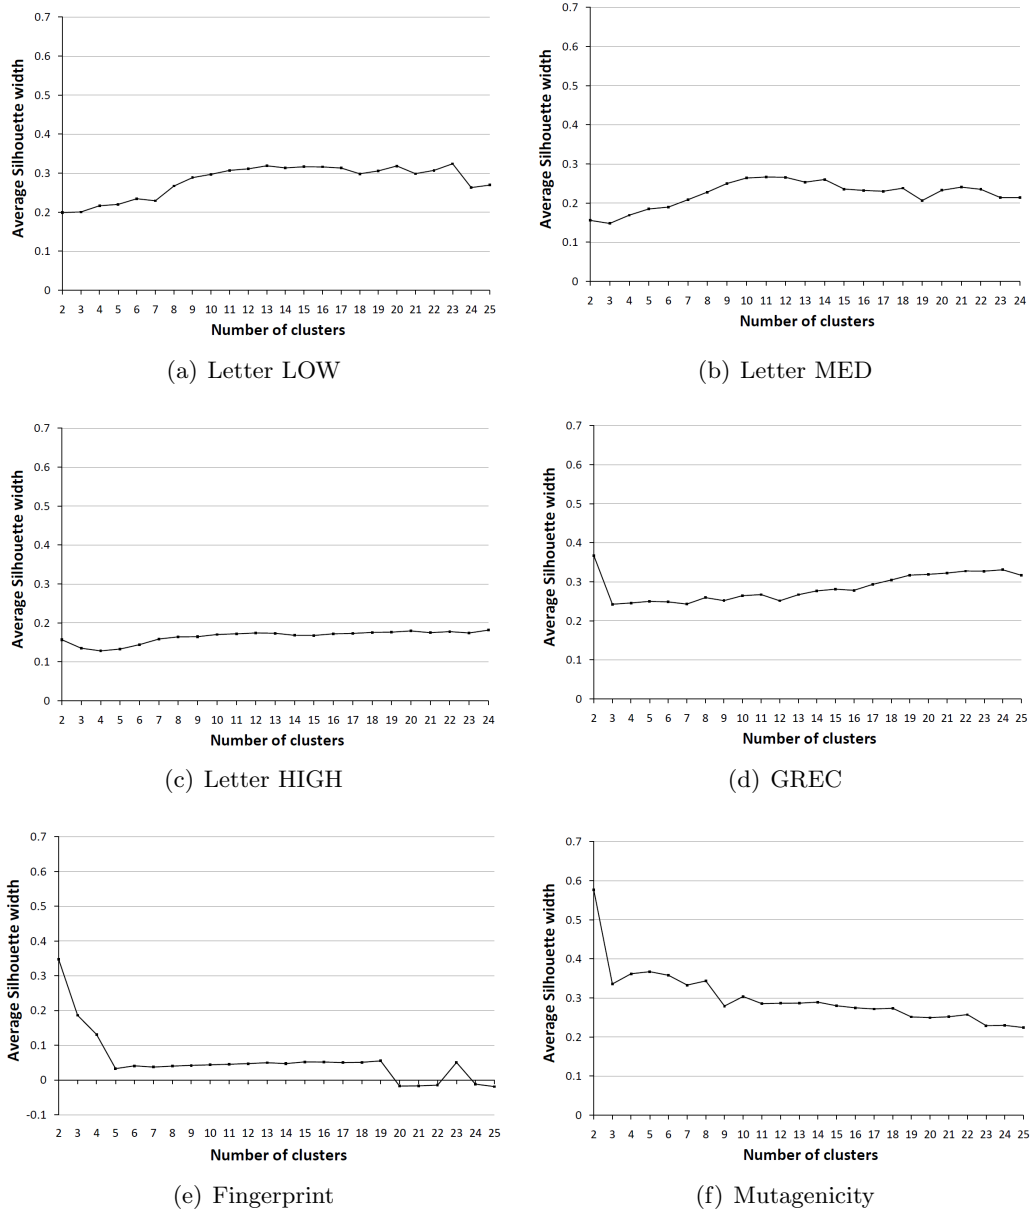 0.7
0.6
0.5
0.4
0.3
0.2
0.1
0
Average Silhouette width
2 3 4 5 6 7 8 9 10 11 12 13 14 15 16 17 18 19 20 21 22 23 24 25
Number of clusters
(a) Letter LOW
0.7
0.6
0.5
0.4
0.3
0.2
0.1
0
Average Silhouette width
2 3 4 5 6 7 8 9 10 11 12 13 14 15 16 17 18 19 20 21 22 23 24
Number of clusters
(b) Letter MED
0.7
0.6
0.5
0.4
0.3
0.2
0.1
0
Average Silhouette width
2 3 4 5 6 7 8 9 10 11 12 13 14 15 16 17 18 19 20 21 22 23 24
Number of clusters
(c) Letter HIGH
0.7
0.6
0.5
0.4
0.3
0.2
0.1
0
Average Silhouette width
2 3 4 5 6 7 8 9 10 11 12 13 14 15 16 17 18 19 20 21 22 23 24 25
Number of clusters
(d) GREC
0.7
0.6
0.5
0.4
0.3
0.2
0.1
0
-0.1
Average Silhouette width
2 3 4 5 6 7 8 9 10 11 12 13 14 15 16 17 18 19 20 21 22 23 24 25
Number of clusters
(e) Fingerprint
0.7
0.6
0.5
0.4
0.3
0.2
0.1
0
Average Silhouette width
2 3 4 5 6 7 8 9 10 11 12 13 14 15 16 17 18 19 20 21 22 23 24 25
Number of clusters
(f) Mutagenicity